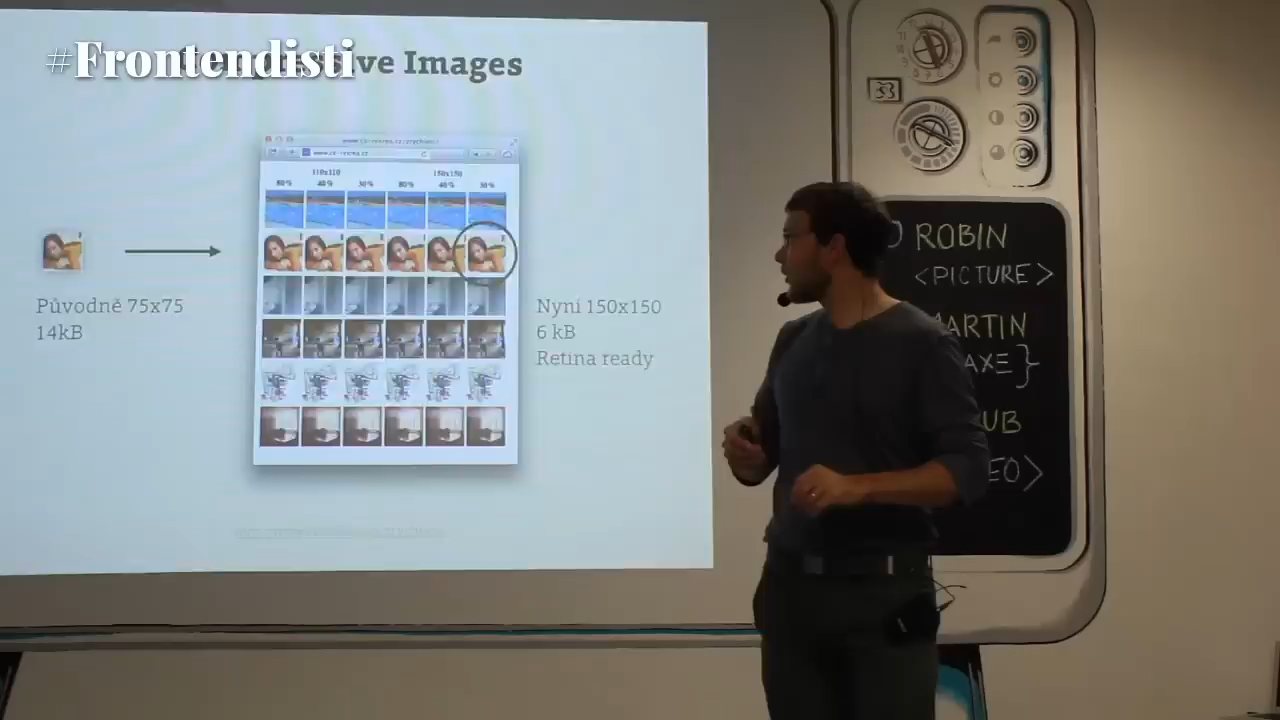 #Frontendisti
ve Images
110x110 150x150
80% 40% 30% 80% 40% 30%
Původně 75x75
14kB
Nyní 150x150
6 kB
Retina ready
33
ROBIN
<PICTURE>
ARTIN
AXE}
UB
EO>